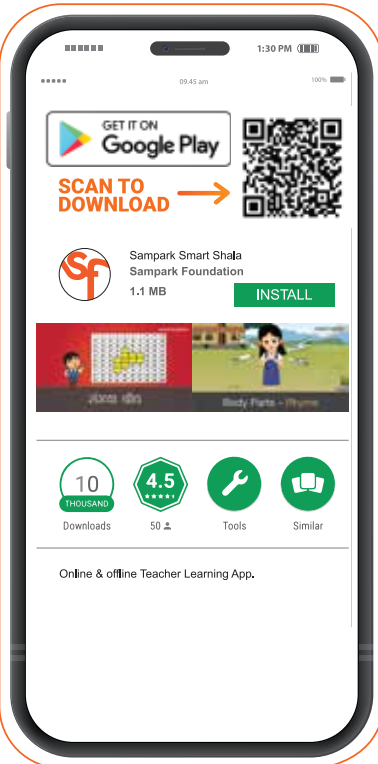 1:30 PM
09.45 am
100%
GET IT ON
Google Play
SCAN TO
DOWNLOAD
Sf
Sampark Smart Shala
Sampark Foundation
1.1 MB
INSTALL
Body Parts - Rhyme
10
THOUSAND
Downloads
4.5
50
Tools
Similar
Online & offline Teacher Learning App.